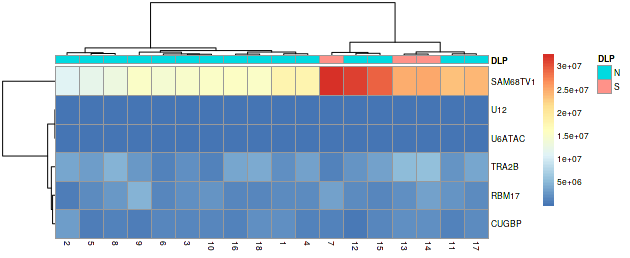 DLP
SAM68TV1
U12
U6ATAC
TRA2B
RBM17
CUGBP
2 5 8 9 6 3 10 16 18 1 4 7 12 15 13 14 11 17
3e+07
2.5e+07
2e+07
1.5e+07
1e+07
5e+06
DLP
N
S